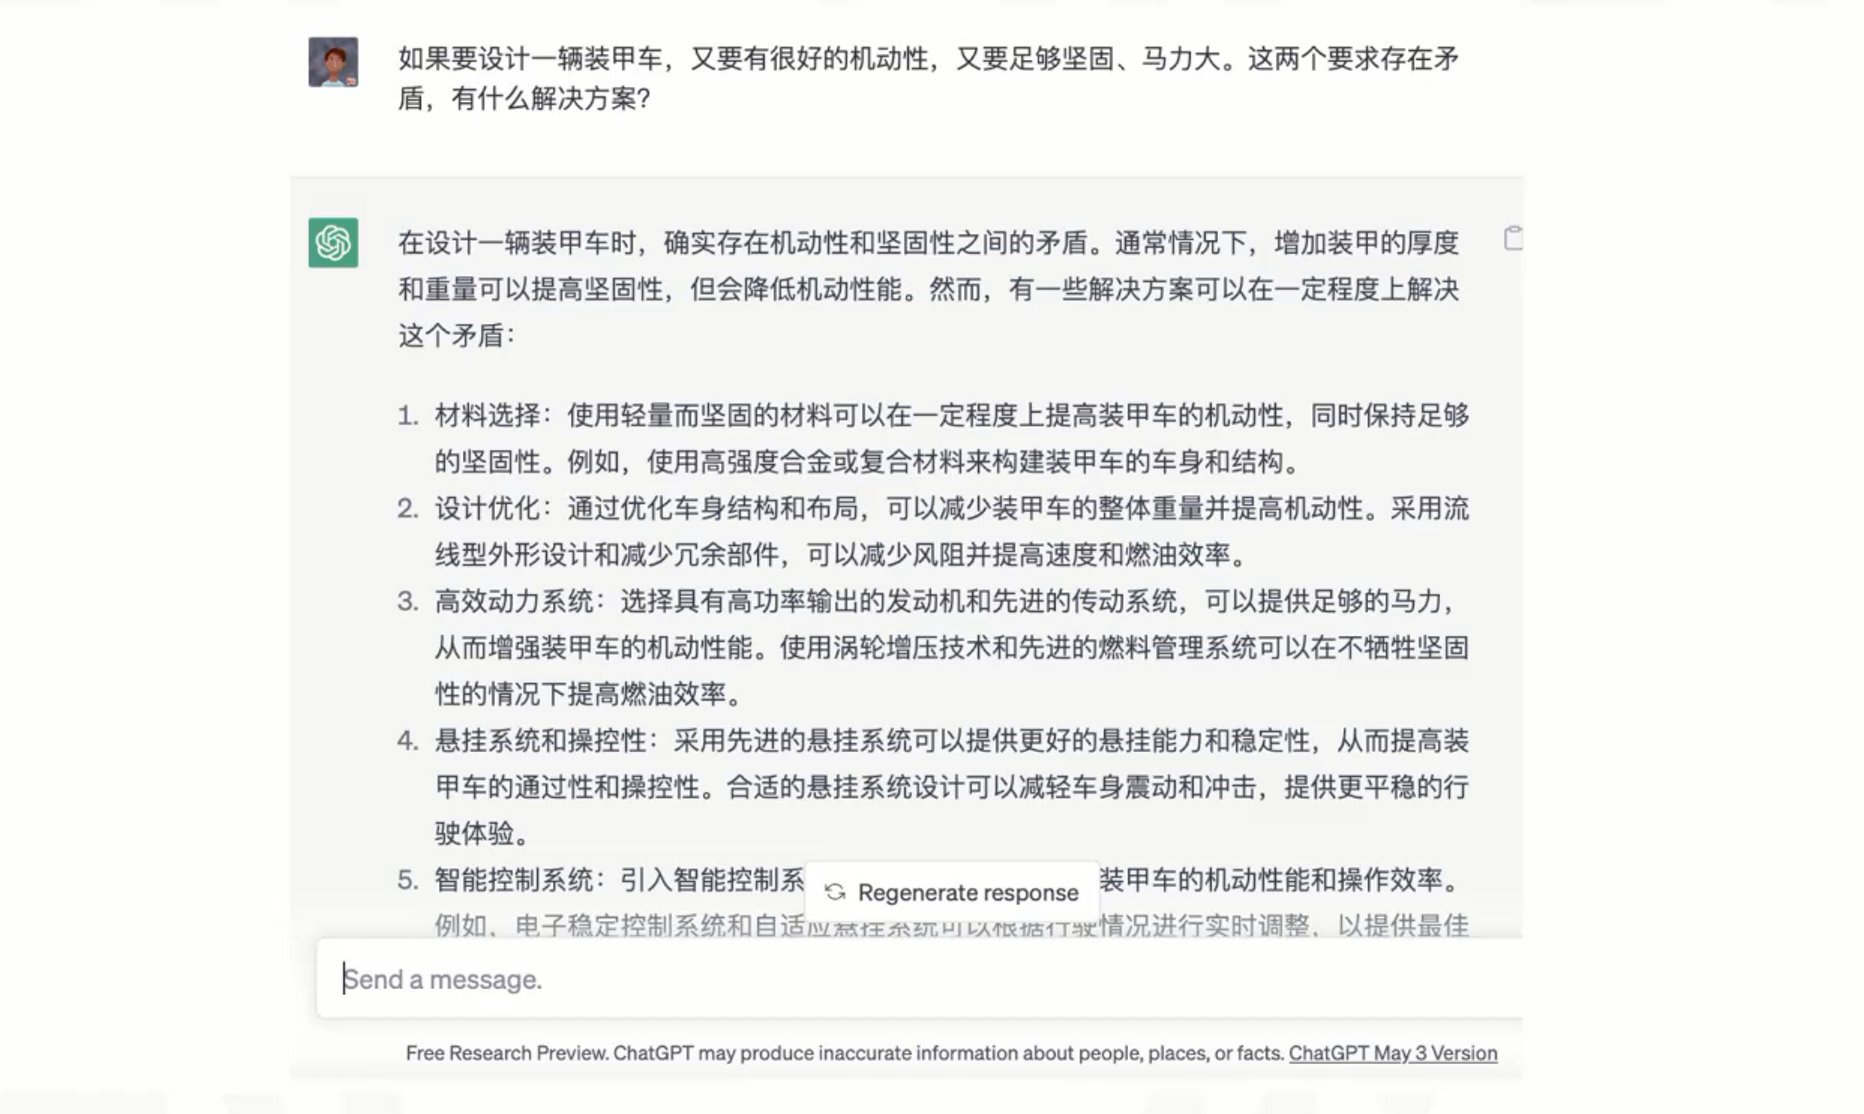 如果要设计一辆装甲车，又要有很好的机动性，又要足够坚固、马力大。这两个要求存在矛
盾，有什么解决方案?
在设计一辆装甲车时，确实存在机动性和坚固性之间的矛盾。通常情况下，增加装甲的厚度
和重量可以提高坚固性，但会降低机动性能。然而，有一些解决方案可以在一定程度上解决
这个矛盾：
1. 材料选择：使用轻量而坚固的材料可以在一定程度上提高装甲车的机动性，同时保持足够
的坚固性。例如，使用高强度合金或复合材料来构建装甲车的车身和结构。
2. 设计优化：通过优化车身结构和布局，可以减少装甲车的整体重量并提高机动性。采用流
线型外形设计和减少冗余部件，可以减少风阻并提高速度和燃油效率。
3. 高效动力系统：选择具有高功率输出的发动机和先进的传动系统，可以提供足够的马力，
从而增强装甲车的机动性能。使用涡轮增压技术和先进的燃料管理系统可以在不牺牲坚固
性的情况下提高燃油效率。
4. 悬挂系统和操控性：采用先进的悬挂系统可以提供更好的悬挂能力和稳定性，从而提高装
甲车的通过性和操控性。合适的悬挂系统设计可以减轻车身震动和冲击，提供更平稳的行
驶体验。
5. 智能控制系统：引入智能控制系 装甲车的机动性能和操作效率。
Regenerate response
例如，电子稳定控制系统和自适应悬挂系统可以根据行驶情况进行实时调整，以提供最佳
Send a message.
Free Research Preview. ChatGPT may produce inaccurate information about people, places, or facts. ChatGPT May 3 Version